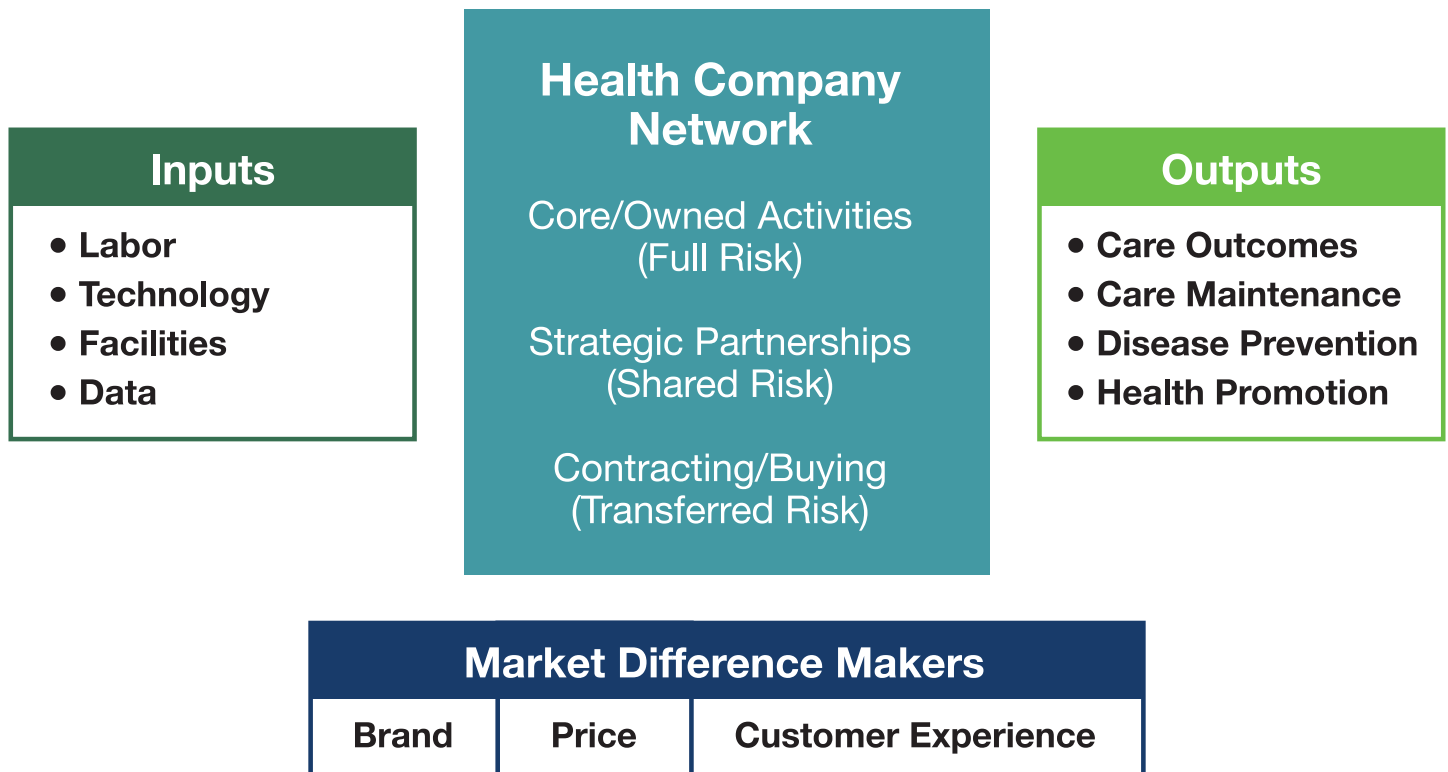 Health Company
Network
Core/Owned Activities
(Full Risk)
Strategic Partnerships
(Shared Risk)
Contracting/Buying
(Transferred Risk)
Inputs
• Labor
• Technology
• Facilities
• Data
Outputs
• Care Outcomes
• Care Maintenance
• Disease Prevention
• Health Promotion
Market Difference Makers
Brand Price Customer Experience